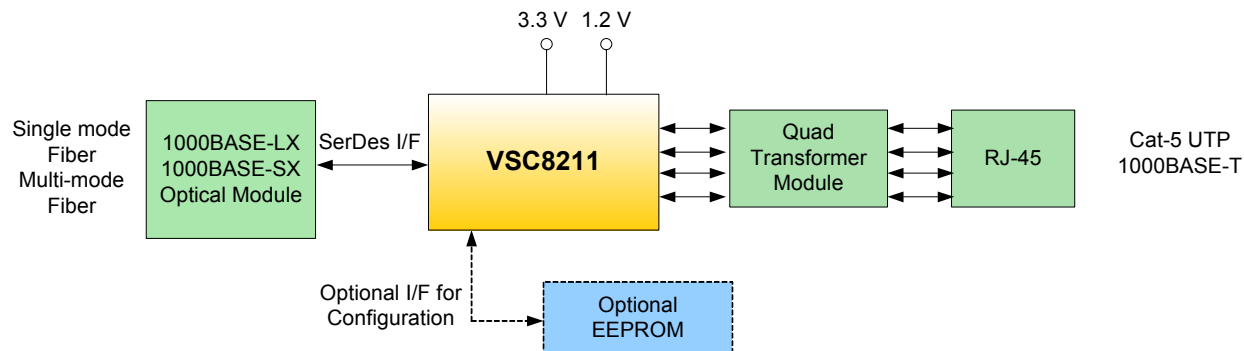 3.3 V
1.2 V
Single mode
Fiber
Multi-mode
Fiber
1000BASE-LX
1000BASE-SX
Optical Module
SerDes I/F
VSC8211
Quad
Transformer
Module
RJ-45
Cat-5 UTP
1000BASE-T
Optional I/F for
Configuration
Optional
EEPROM